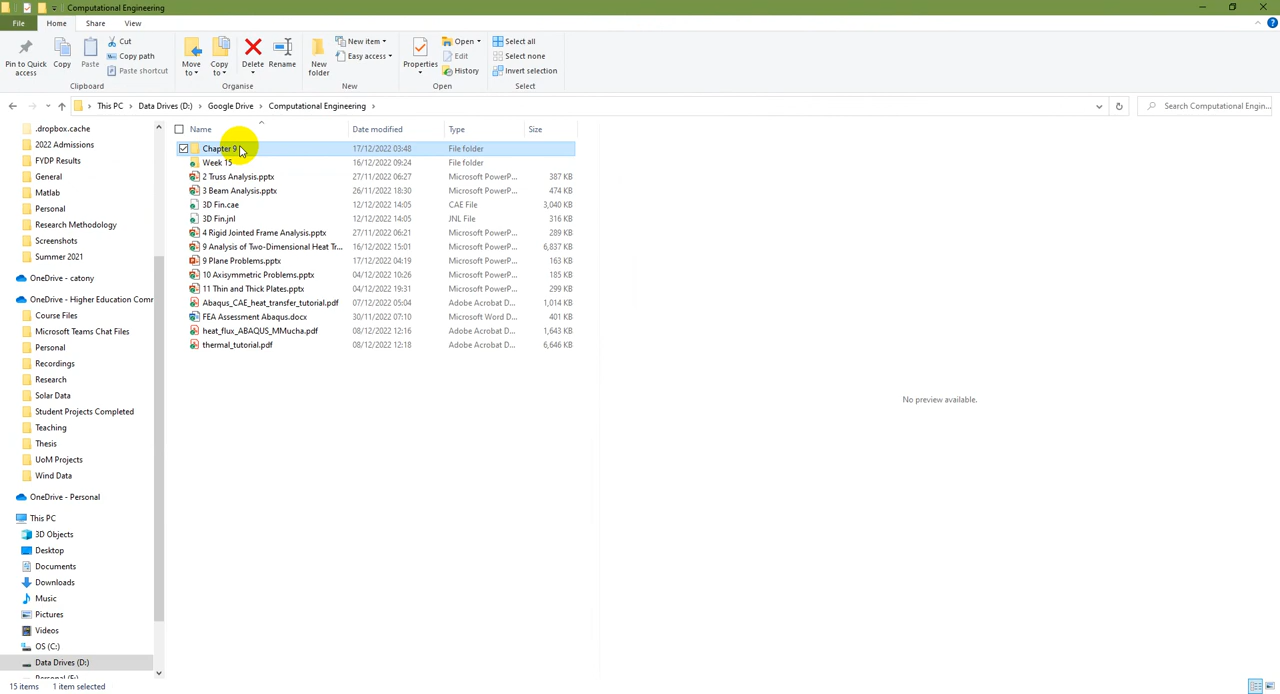 Computational Engineering
File Home Share View
Pin to Quick access
Copy
Paste
Cut
Copy path
Paste shortcut
Clipboard
Move to
Copy to
Delete
Rename
Organise
New folder
New item
Easy access
New
Properties
Open
Edit
History
Open
Select all
Select none
Invert selection
Select
This PC > Data Drives (D:) > Google Drive > Computational Engineering >
Search Computational Engin...
.dropbox.cache
2022 Admissions
FYDP Results
General
Matlab
Personal
Research Methodology
Screenshots
Summer 2021
OneDrive - catony
OneDrive - Higher Education Comm
Course Files
Microsoft Teams Chat Files
Personal
Recordings
Research
Solar Data
Student Projects Completed
Teaching
Thesis
UoM Projects
Wind Data
OneDrive - Personal
This PC
3D Objects
Desktop
Documents
Downloads
Music
Pictures
Videos
OS (C:)
Data Drives (D:)
Name Date modified Type Size
Chapter 9 17/12/2022 03:48 File folder
Week 15 16/12/2022 09:24 File folder
2 Truss Analysis.pptx 27/11/2022 06:27 Microsoft PowerP... 387 KB
3 Beam Analysis.pptx 26/11/2022 18:30 Microsoft PowerP... 474 KB
3D Fin.cae 12/12/2022 14:05 CAE File 3,040 KB
3D Fin.jnl 12/12/2022 14:05 JNL File 316 KB
4 Rigid Jointed Frame Analysis.pptx 27/11/2022 06:21 Microsoft PowerP... 289 KB
9 Analysis of Two-Dimensional Heat Tr... 16/12/2022 15:01 Microsoft PowerP... 6,837 KB
9 Plane Problems.pptx 17/12/2022 04:19 Microsoft PowerP... 163 KB
10 Axisymmetric Problems.pptx 04/12/2022 10:26 Microsoft PowerP... 185 KB
11 Thin and Thick Plates.pptx 04/12/2022 19:31 Microsoft PowerP... 299 KB
Abaqus_CAE_heat_transfer_tutorial.pdf 07/12/2022 05:04 Adobe Acrobat D... 1,014 KB
FEA Assessment Abaqus.docx 30/11/2022 07:10 Microsoft Word D... 401 KB
heat_flux_ABAQUS_MMucha.pdf 08/12/2022 12:16 Adobe Acrobat D... 1,643 KB
thermal_tutorial.pdf 08/12/2022 12:18 Adobe Acrobat D... 6,646 KB
No preview available.
15 items 1 item selected